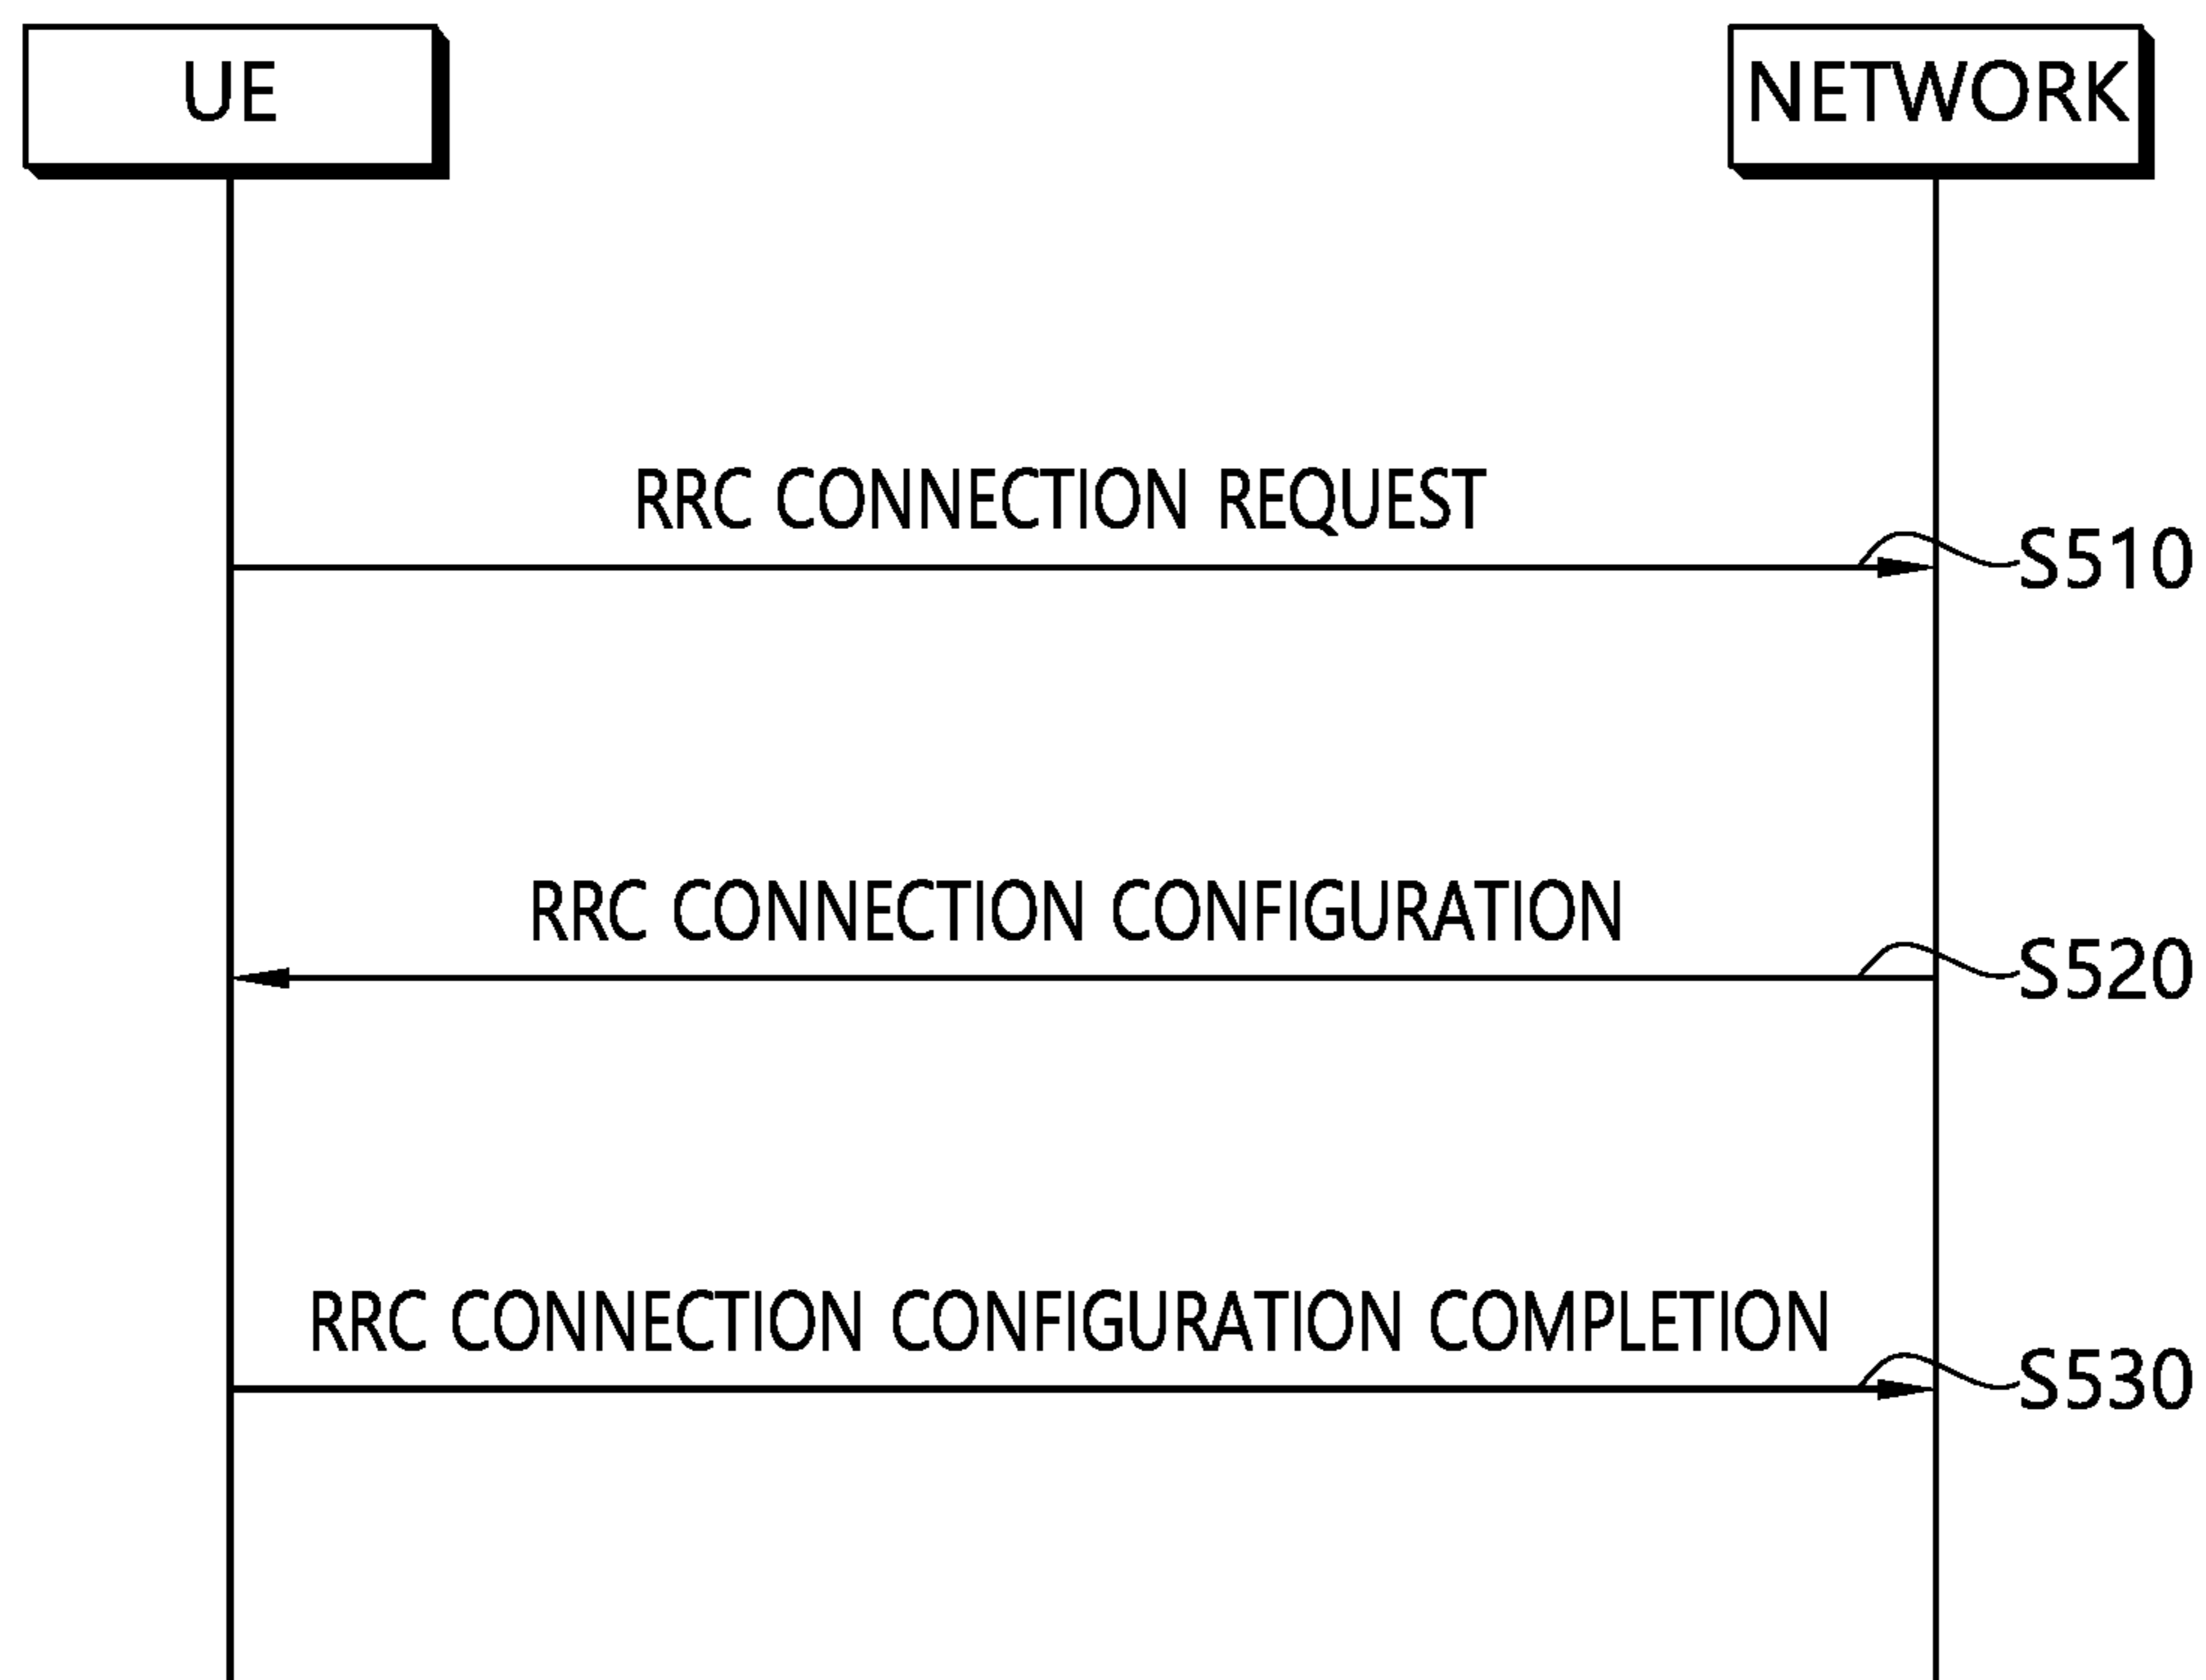 UE
NETWORK
RRC CONNECTION REQUEST
S510
RRC CONNECTION CONFIGURATION
S520
RRC CONNECTION CONFIGURATION COMPLETION
S530